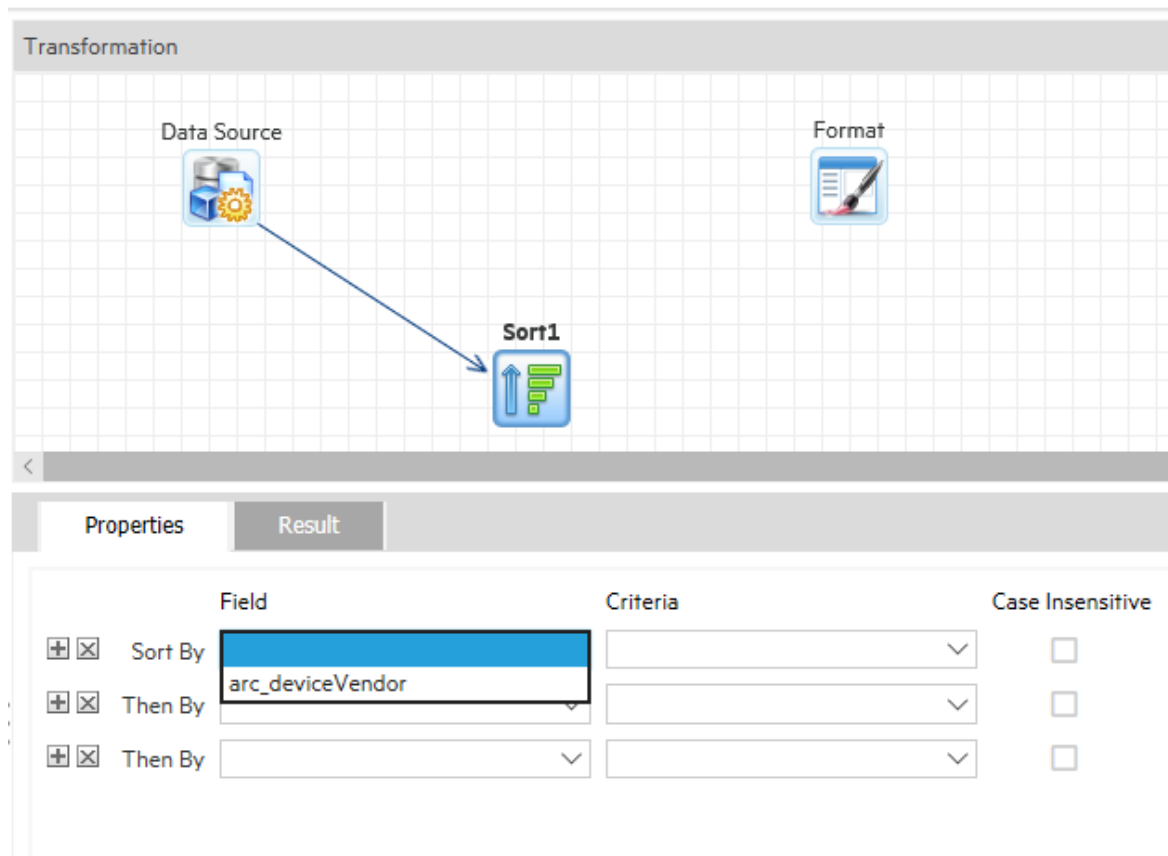 Transformation
Data Source
Format
Sort1
Properties Result
Field Criteria Case Insensitive
Sort By
arc_deviceVendor
Then By
Then By